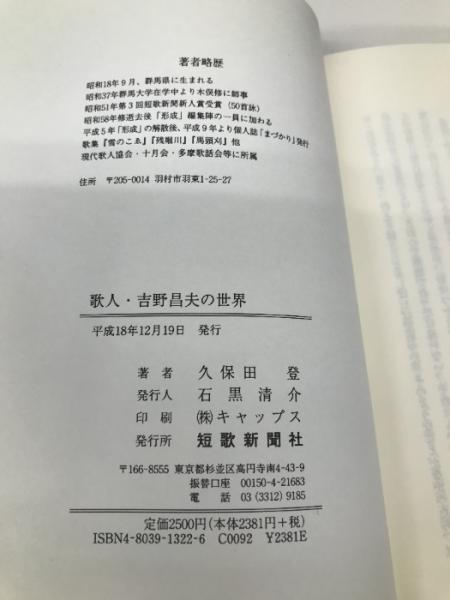 著者略歴
昭和18年9月、群馬県に生まれる
昭和37年群馬大学在学中より木俣修に師事
昭和51年第3回短歌新聞新人賞受賞(50首詠)
昭和58年修逝去後「形成」編集陣の一員に加わる
平成5年「形成」の解散後、平成9年より個人誌『まづかり』発行
歌集『雪のこゑ』『残堀川』『馬頭刈』他
現代歌人協会・十月会・多摩歌話会等に所属
住所 〒205-0014 羽村市羽東1-25-27
歌人・吉野昌夫の世界
平成18年12月19日 発行
著者 久保田 登
発行人 石黒清介
印刷 ㈱キャップス
発行所 短歌新聞社
〒166-8555 東京都杉並区高円寺南4-43-9
振替口座 00150-4-21683
電話 03(3312)9185
定価2500円(本体2381円+税)
ISBN4-8039-1322-6 C0092 Y2381E